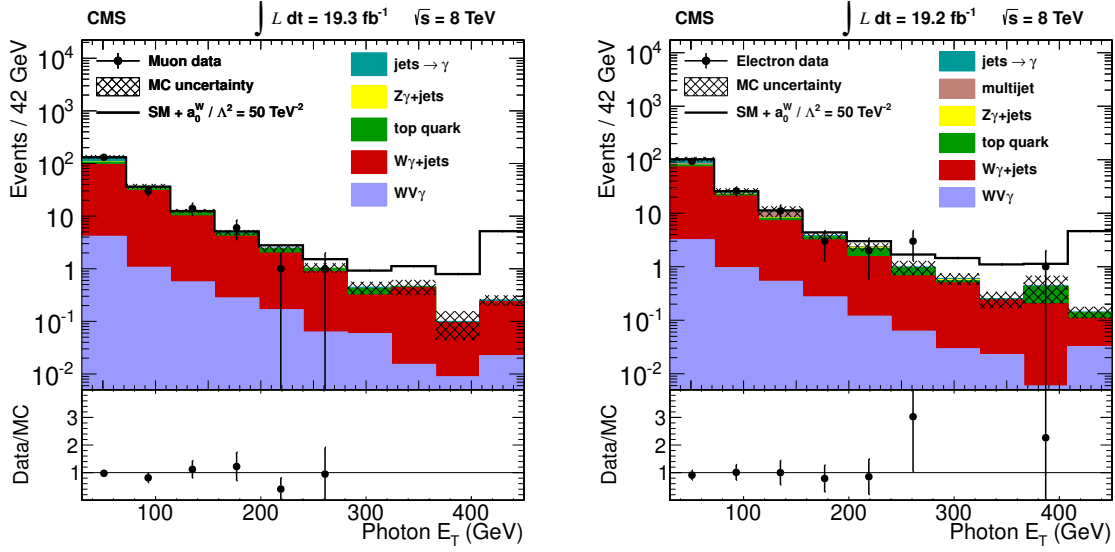 CMS ∫ L dt = 19.3 fb⁻¹ √s = 8 TeV
Events / 42 GeV
Muon data
MC uncertainty
SM + a₀ᵂ / Λ² = 50 TeV⁻²
jets → γ
Zγ+jets
top quark
Wγ+jets
WVγ
10⁴
10³
10²
10
1
10⁻¹
10⁻²
Data/MC
3
2
1
100 200 300 400
Photon E_T (GeV)
CMS ∫ L dt = 19.2 fb⁻¹ √s = 8 TeV
Events / 42 GeV
Electron data
MC uncertainty
SM + a₀ᵂ / Λ² = 50 TeV⁻²
jets → γ
multijet
Zγ+jets
top quark
Wγ+jets
WVγ
10⁴
10³
10²
10
1
10⁻¹
10⁻²
Data/MC
3
2
1
100 200 300 400
Photon E_T (GeV)